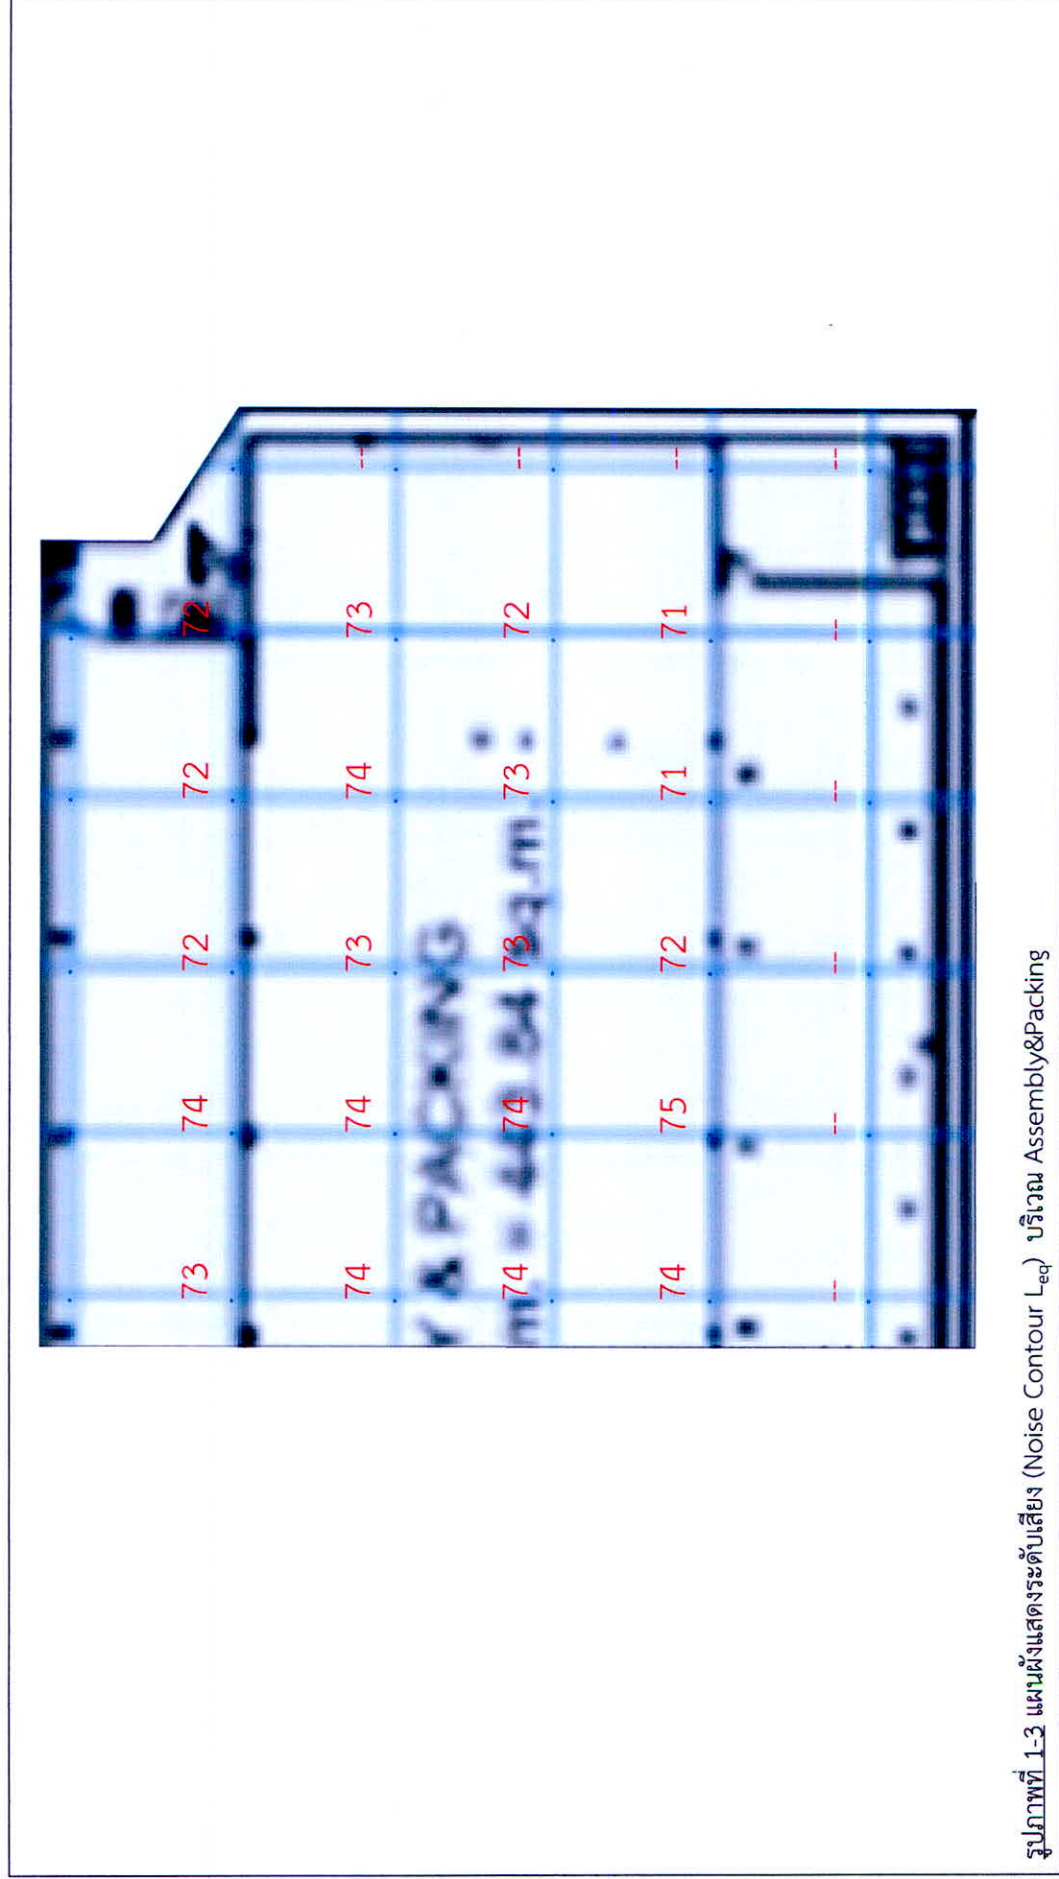 73 74 72 72 72
74 74 73 74 73 --
Y & PACKING
74 74 73 73 72 --
sq.m.
74 75 72 71 71 --
-- -- -- -- -- --
รูปภาพที่ 1-3 แผนผังแสดงระดับเสียง (Noise Contour Leq) บริเวณ Assembly&Packing